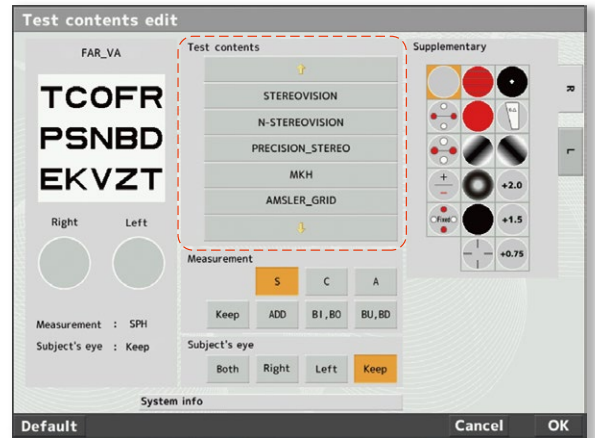 Test contents edit
FAR_VA
TCOFR
PSNBD
EKVZT
Right Left
Measurement : SPH
Subject's eye : Keep
Test contents
STEREOVISION
N-STEREOVISION
PRECISION_STEREO
MKH
AMSLER_GRID
Measurement
S C A
Keep ADD BI,BO BU,BD
Subject's eye
Both Right Left Keep
System info
Supplementary
+2.0
Fixed +1.5
+0.75
R
L
Default Cancel OK